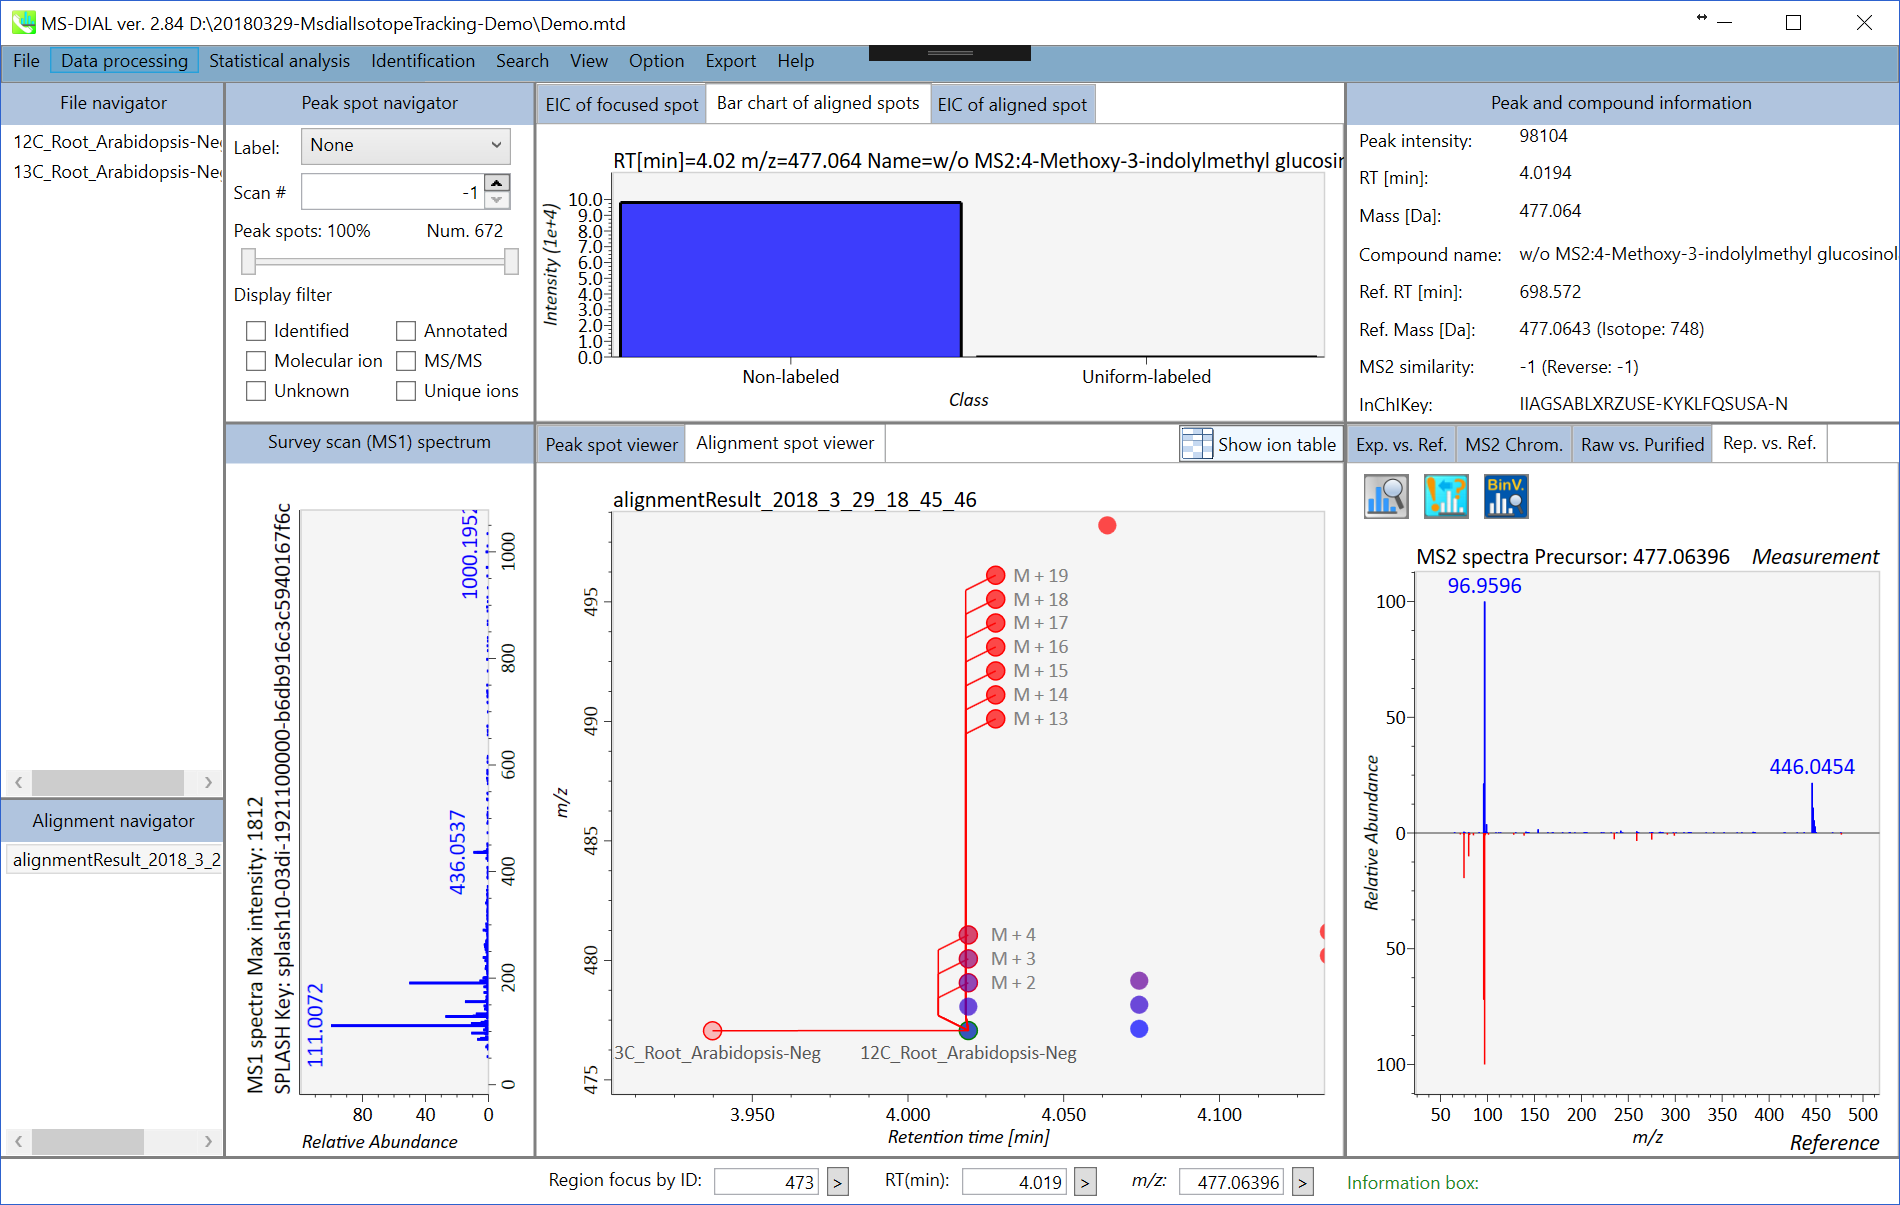 MS-DIAL ver. 2.84 D:\20180329-MsdialIsotopeTracking-Demo\Demo.mtd
File Data processing Statistical analysis Identification Search View Option Export Help
File navigator
12C_Root_Arabidopsis-Neg
13C_Root_Arabidopsis-Neg
Peak spot navigator
Label: None
Scan # -1
Peak spots: 100% Num. 672
Display filter
Identified Annotated
Molecular ion MS/MS
Unknown Unique ions
EIC of focused spot Bar chart of aligned spots EIC of aligned spot
RT[min]=4.02 m/z=477.064 Name=w/o MS2:4-Methoxy-3-indolylmethyl glucosin
Intensity (1e+4)
10.0
9.0
8.0
7.0
6.0
5.0
4.0
3.0
2.0
1.0
0.0
Non-labeled Uniform-labeled
Class
Peak and compound information
Peak intensity: 98104
RT [min]: 4.0194
Mass [Da]: 477.064
Compound name: w/o MS2:4-Methoxy-3-indolylmethyl glucosinol
Ref. RT [min]: 698.572
Ref. Mass [Da]: 477.0643 (Isotope: 748)
MS2 similarity: -1 (Reverse: -1)
InChIKey: IIAGSABLXRZUSE-KYKLFQSUSA-N
Alignment navigator
alignmentResult_2018_3_2
Survey scan (MS1) spectrum
MS1 spectra Max intensity: 1812
SPLASH Key: splash10-03di-1921100000-b6db916c3c5940167f6c
1000.1952
436.0537
111.0072
1000
800
600
400
200
0
80 40 0
Relative Abundance
Peak spot viewer Alignment spot viewer Show ion table
alignmentResult_2018_3_29_18_45_46
m/z
495
490
485
480
475
M + 19
M + 18
M + 17
M + 16
M + 15
M + 14
M + 13
M + 4
M + 3
M + 2
3C_Root_Arabidopsis-Neg 12C_Root_Arabidopsis-Neg
3.950 4.000 4.050 4.100
Retention time [min]
Exp. vs. Ref. MS2 Chrom. Raw vs. Purified Rep. vs. Ref.
BinV.
MS2 spectra Precursor: 477.06396 Measurement
96.9596
446.0454
Relative Abundance
100
50
0
50
100
50 100 150 200 250 300 350 400 450 500
m/z
Reference
Region focus by ID: 473 > RT(min): 4.019 > m/z: 477.06396 > Information box: